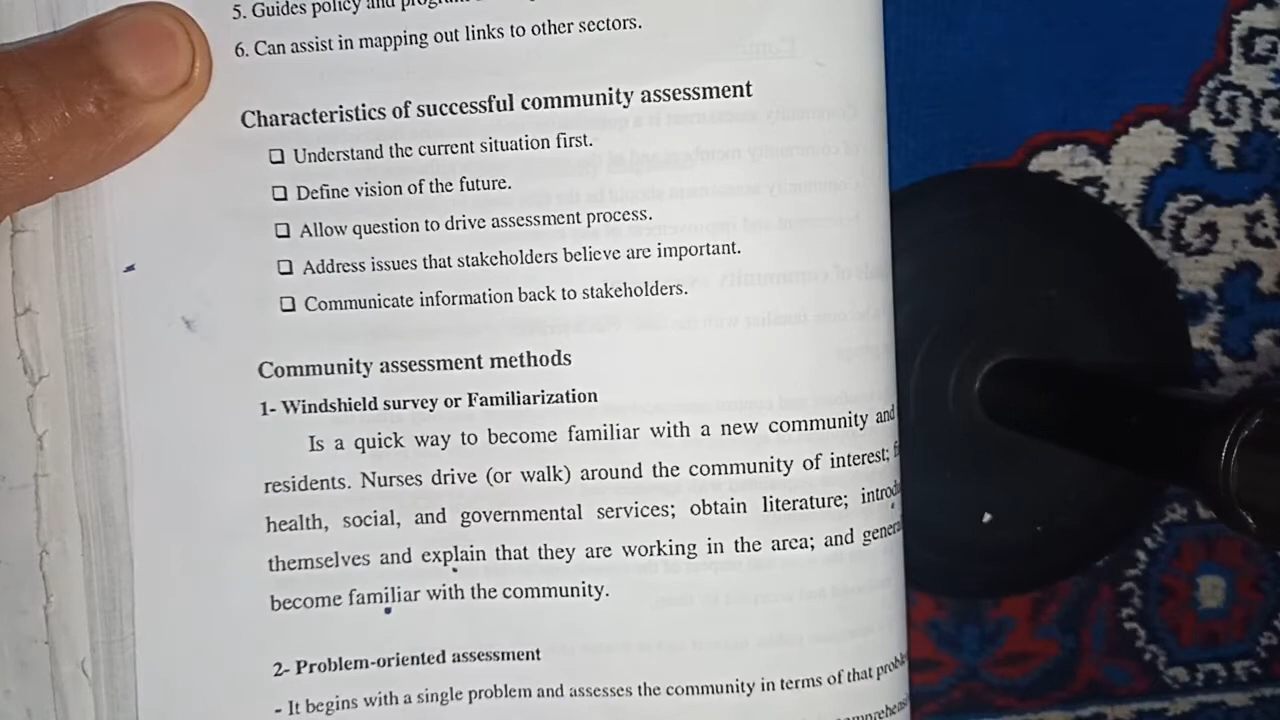 5. Guides policy and
6. Can assist in mapping out links to other sectors.
Characteristics of successful community assessment
❏ Understand the current situation first.
❏ Define vision of the future.
❏ Allow question to drive assessment process.
❏ Address issues that stakeholders believe are important.
❏ Communicate information back to stakeholders.
Community assessment methods
1- Windshield survey or Familiarization
Is a quick way to become familiar with a new community and
residents. Nurses drive (or walk) around the community of interest;
health, social, and governmental services; obtain literature;
themselves and explain that they are working in the area; and
become familiar with the community.
2- Problem-oriented assessment
- It begins with a single problem and assesses the community in terms of that